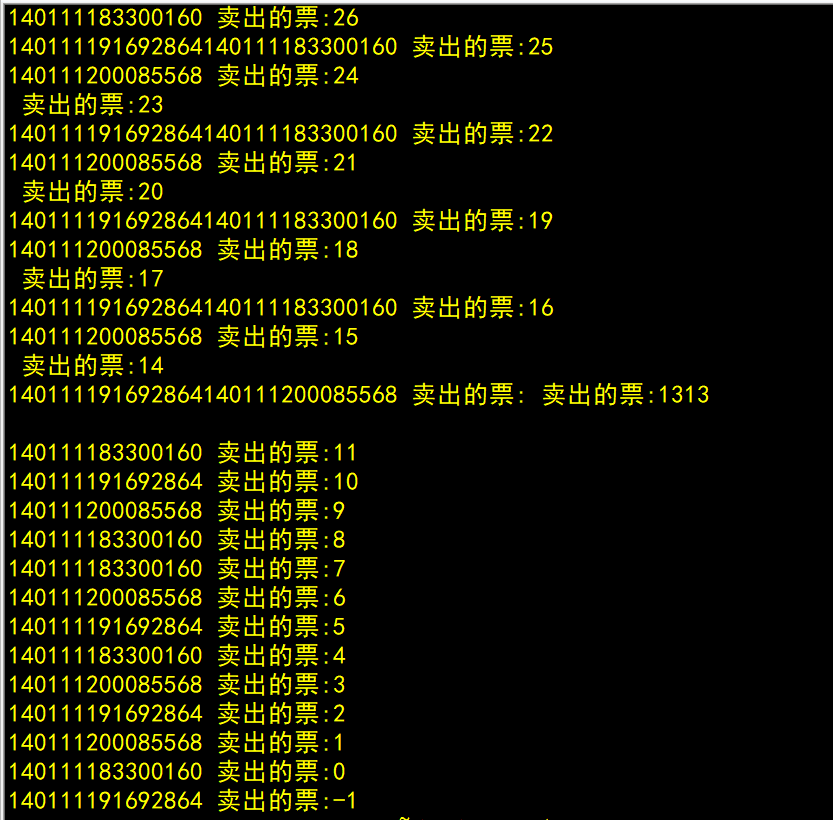 140111183300160 卖出的票:26
140111191692864140111183300160 卖出的票:25
140111200085568 卖出的票:24
卖出的票:23
140111191692864140111183300160 卖出的票:22
140111200085568 卖出的票:21
卖出的票:20
140111191692864140111183300160 卖出的票:19
140111200085568 卖出的票:18
卖出的票:17
140111191692864140111183300160 卖出的票:16
140111200085568 卖出的票:15
卖出的票:14
140111191692864140111200085568 卖出的票: 卖出的票:1313
140111183300160 卖出的票:11
140111191692864 卖出的票:10
140111200085568 卖出的票:9
140111183300160 卖出的票:8
140111183300160 卖出的票:7
140111200085568 卖出的票:6
140111191692864 卖出的票:5
140111183300160 卖出的票:4
140111200085568 卖出的票:3
140111191692864 卖出的票:2
140111200085568 卖出的票:1
140111183300160 卖出的票:0
140111191692864 卖出的票:-1